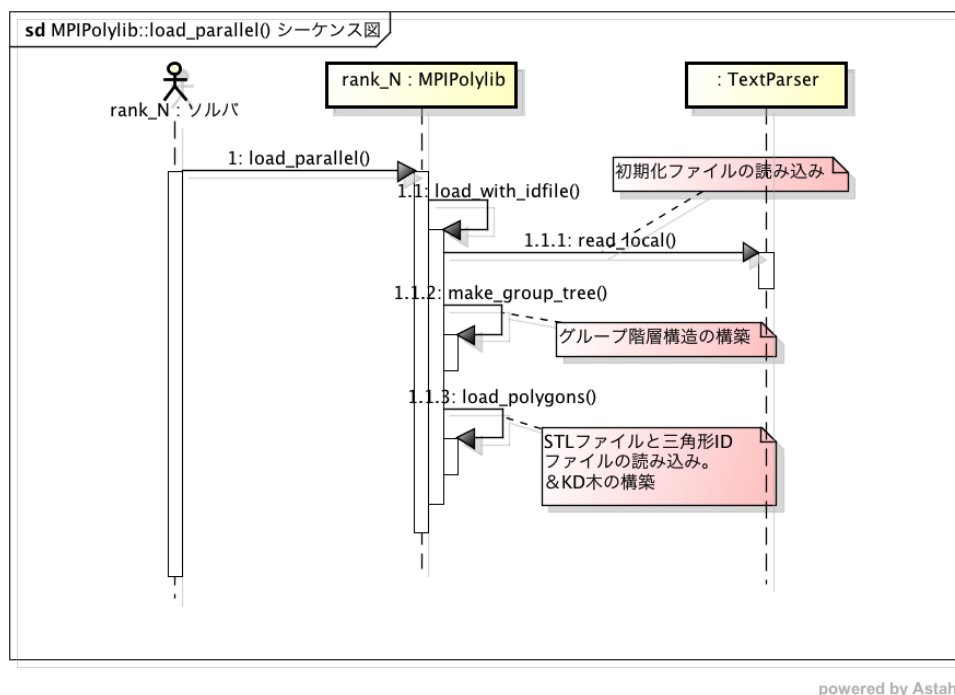 sd MPIPolylib::load_parallel() シーケンス図
rank_N : ソルバ
rank_N : MPIPolylib
: TextParser
1: load_parallel()
初期化ファイルの読み込み
1.1: load_with_idfile()
1.1.1: read_local()
1.1.2: make_group_tree()
グループ階層構造の構築
1.1.3: load_polygons()
STLファイルと三角形ID
ファイルの読み込み。
&KD木の構築
powered by Astah